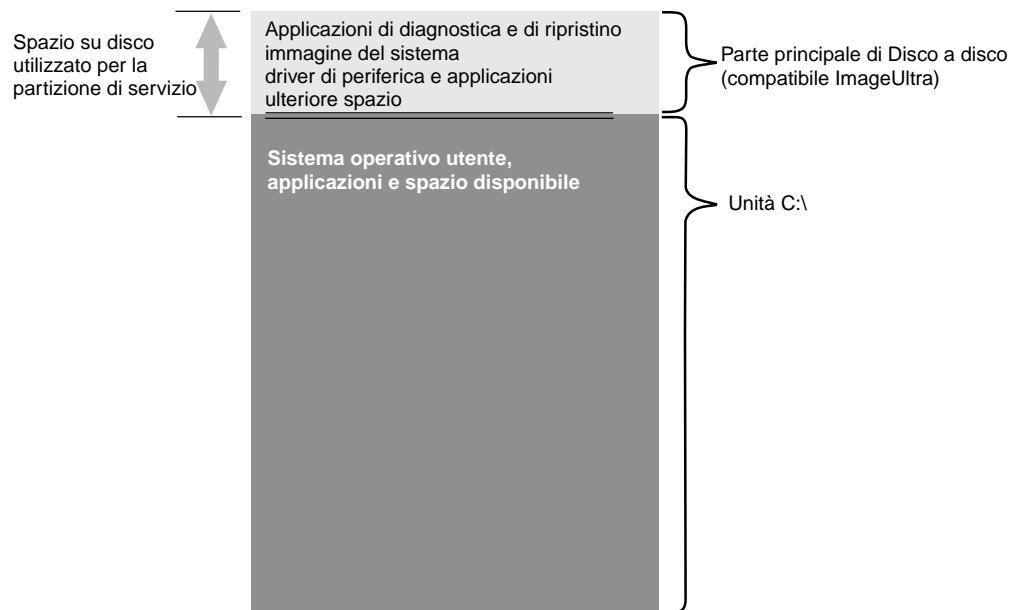 Spazio su disco
utilizzato per la
partizione di servizio
Applicazioni di diagnostica e di ripristino
immagine del sistema
driver di periferica e applicazioni
ulteriore spazio
Parte principale di Disco a disco
(compatibile ImageUltra)
Sistema operativo utente,
applicazioni e spazio disponibile
Unità C:\